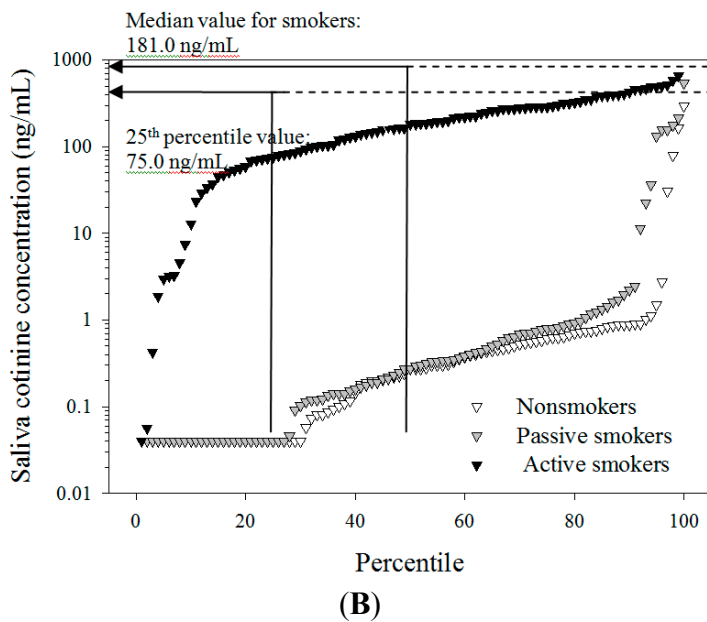 Median value for smokers:
181.0 ng/mL
1000
25th percentile value:
75.0 ng/mL
100
10
1
0.1
0.01
Saliva cotinine concentration (ng/mL)
Nonsmokers
Passive smokers
Active smokers
0 20 40 60 80 100
Percentile
(B)